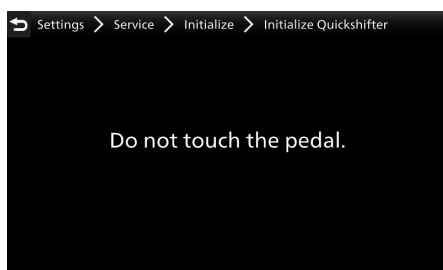 Settings > Service > Initialize > Initialize Quickshifter
Do not touch the pedal.